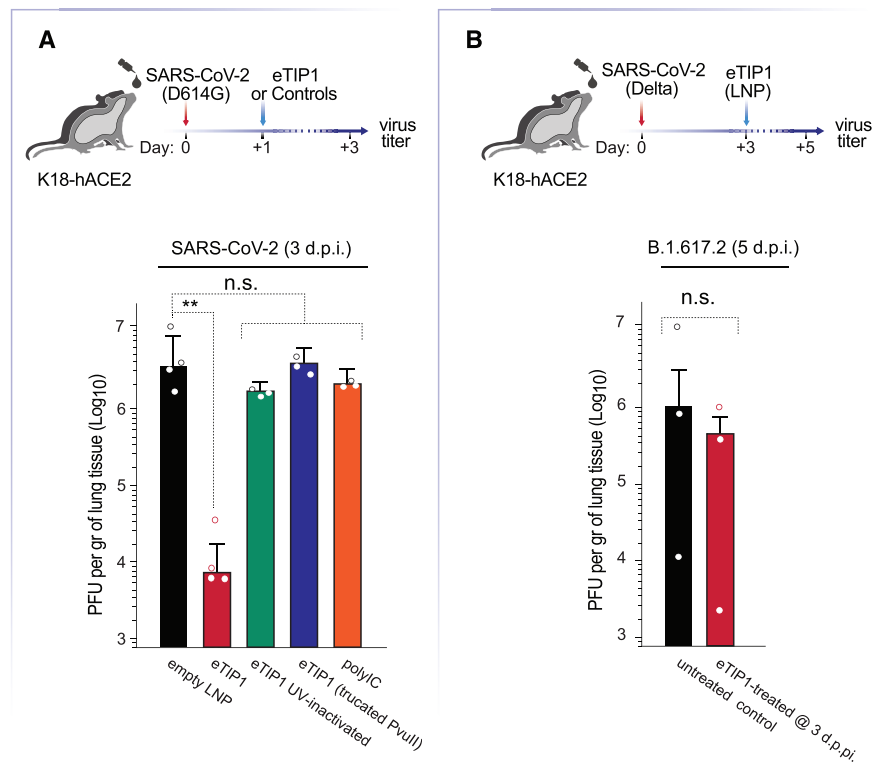 A
SARS-CoV-2
(D614G)
eTIP1
or Controls
virus
titer
Day: 0 +1 +3
K18-hACE2
SARS-CoV-2 (3 d.p.i.)
n.s.
**
PFU per gr of lung tissue (Log10)
7
6
5
4
3
empty LNP
eTIP1
eTIP1 UV-inactivated
eTIP1 (trucated PvuII)
polyIC
B
SARS-CoV-2
(Delta)
eTIP1
(LNP)
virus
titer
Day: 0 +3 +5
K18-hACE2
B.1.617.2 (5 d.p.i.)
n.s.
PFU per gr of lung tissue (Log10)
7
6
5
4
3
untreated control
eTIP1-treated @ 3 d.p.pi.